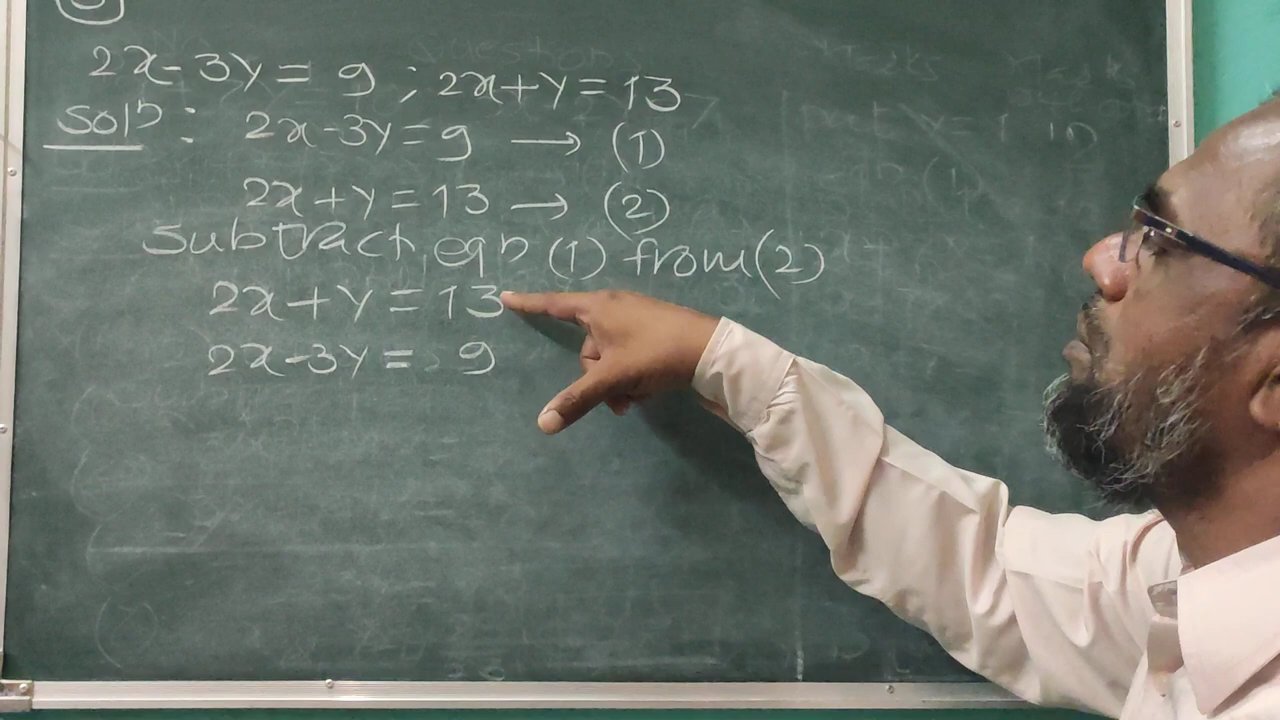 2x-3y = 9 ; 2x+y = 13
Soln : 2x-3y = 9 → (1)
2x+y = 13 → (2)
Subtract eqn (1) from (2)
2x+y = 13
2x-3y = 9